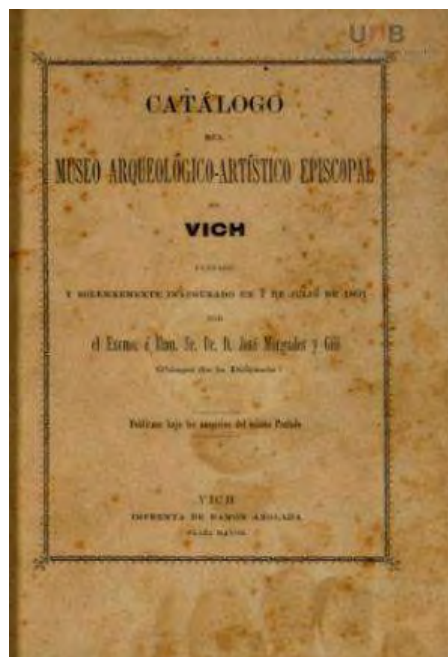 UAB
CATÁLOGO
DEL
MUSEO ARQUEOLÓGICO-ARTÍSTICO EPISCOPAL
DE
VICH
FUNDADO
Y SOLEMNEMENTE INAUGURADO EN 7 DE JULIO DE 1891
POR
el Excmo. é Ilmo. Sr. Dr. D. José Morgades y Gili
Obispo de la Diócesis
Publícase bajo los auspicios del mismo Prelado
VICH
IMPRENTA DE RAMON ANGLADA
PLAZA MAYOR